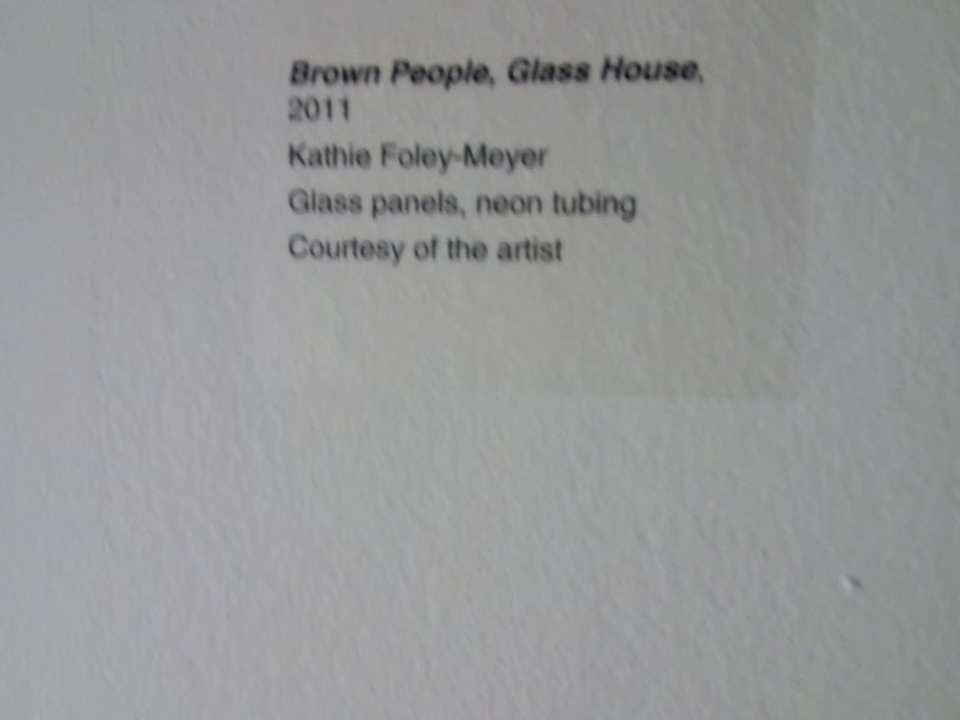 Brown People, Glass House,
2011
Kathie Foley-Meyer
Glass panels, neon tubing
Courtesy of the artist